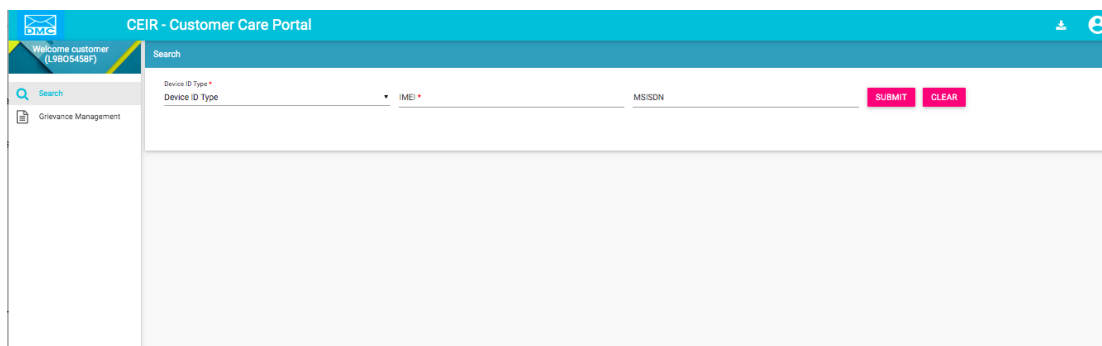 DMC
CEIR - Customer Care Portal
Welcome customer
(L9BO5458F)
Search
Search
Grievance Management
Device ID Type *
Device ID Type
IMEI *
MSISDN
SUBMIT
CLEAR